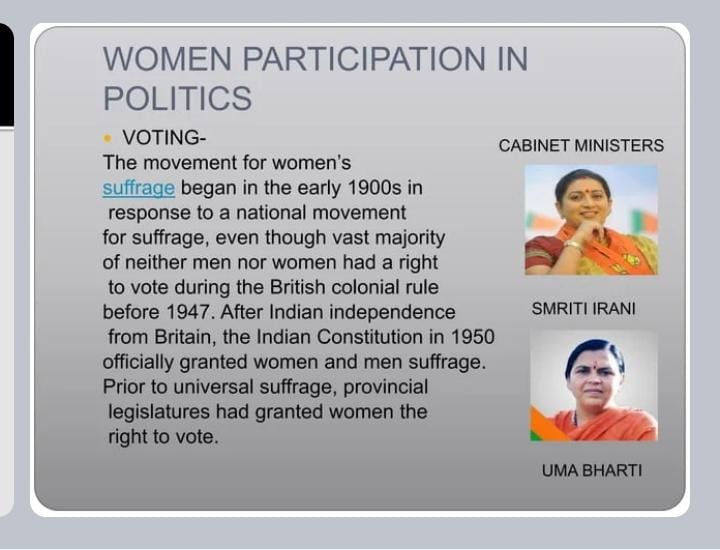 WOMEN PARTICIPATION IN
POLITICS
• VOTING-
The movement for women's
suffrage began in the early 1900s in
response to a national movement
for suffrage, even though vast majority
of neither men nor women had a right
to vote during the British colonial rule
before 1947. After Indian independence
from Britain, the Indian Constitution in 1950
officially granted women and men suffrage.
Prior to universal suffrage, provincial
legislatures had granted women the
right to vote.
CABINET MINISTERS
SMRITI IRANI
UMA BHARTI